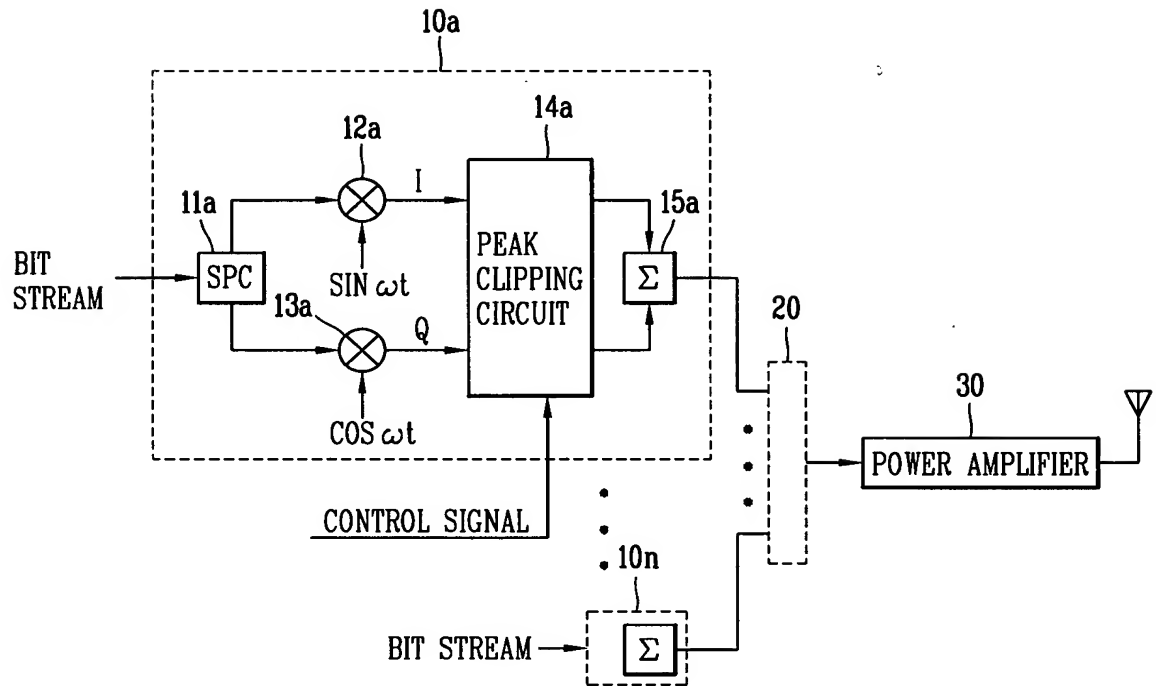 10a
12a
I
14a
11a
15a
BIT
STREAM
SPC
SIN ωt
PEAK
CLIPPING
CIRCUIT
Σ
13a
Q
20
COS ωt
30
POWER AMPLIFIER
CONTROL SIGNAL
10n
BIT STREAM
Σ